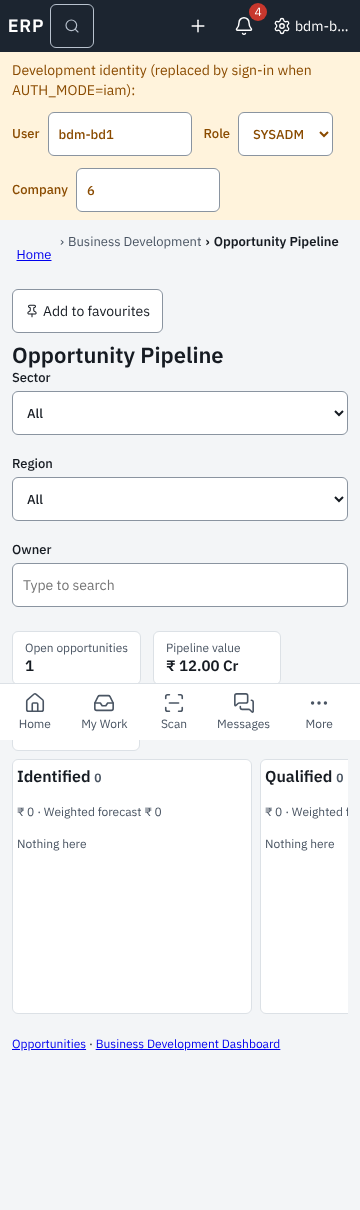 ERP
4
bdm-b...
Development identity (replaced by sign-in when
AUTH_MODE=iam):
User bdm-bd1 Role SYSADM
Company 6
Home › Business Development › Opportunity Pipeline
Add to favourites
Opportunity Pipeline
Sector
All
Region
All
Owner
Type to search
Open opportunities
1
Pipeline value
₹ 12.00 Cr
Home
My Work
Scan
Messages
More
Identified 0
₹ 0 · Weighted forecast ₹ 0
Nothing here
Qualified 0
₹ 0 · Weighted
Nothing here
Opportunities · Business Development Dashboard